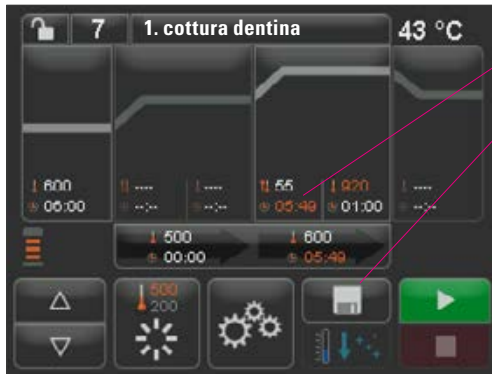 7 1. cottura dentina 43 °C
600 ---- ---- 55 920 ----
06:00 --:-- --:-- 05:49 01:00 --:--
500 600
00:00 05:49
500
200